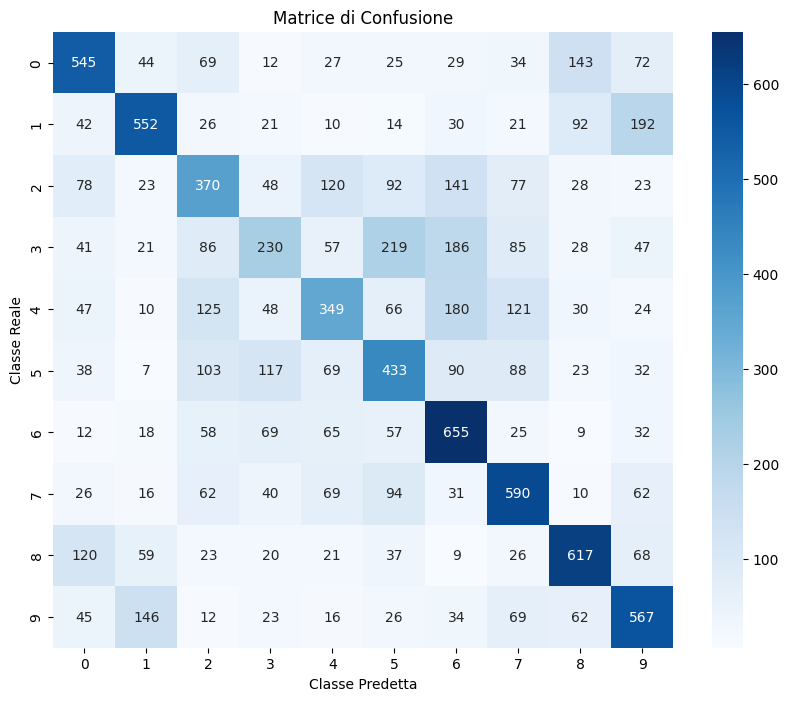 Matrice di Confusione
0 545 44 69 12 27 25 29 34 143 72
1 42 552 26 21 10 14 30 21 92 192
2 78 23 370 48 120 92 141 77 28 23
3 41 21 86 230 57 219 186 85 28 47
4 47 10 125 48 349 66 180 121 30 24
5 38 7 103 117 69 433 90 88 23 32
6 12 18 58 69 65 57 655 25 9 32
7 26 16 62 40 69 94 31 590 10 62
8 120 59 23 20 21 37 9 26 617 68
9 45 146 12 23 16 26 34 69 62 567
0 1 2 3 4 5 6 7 8 9
Classe Predetta
Classe Reale
600
500
400
300
200
100